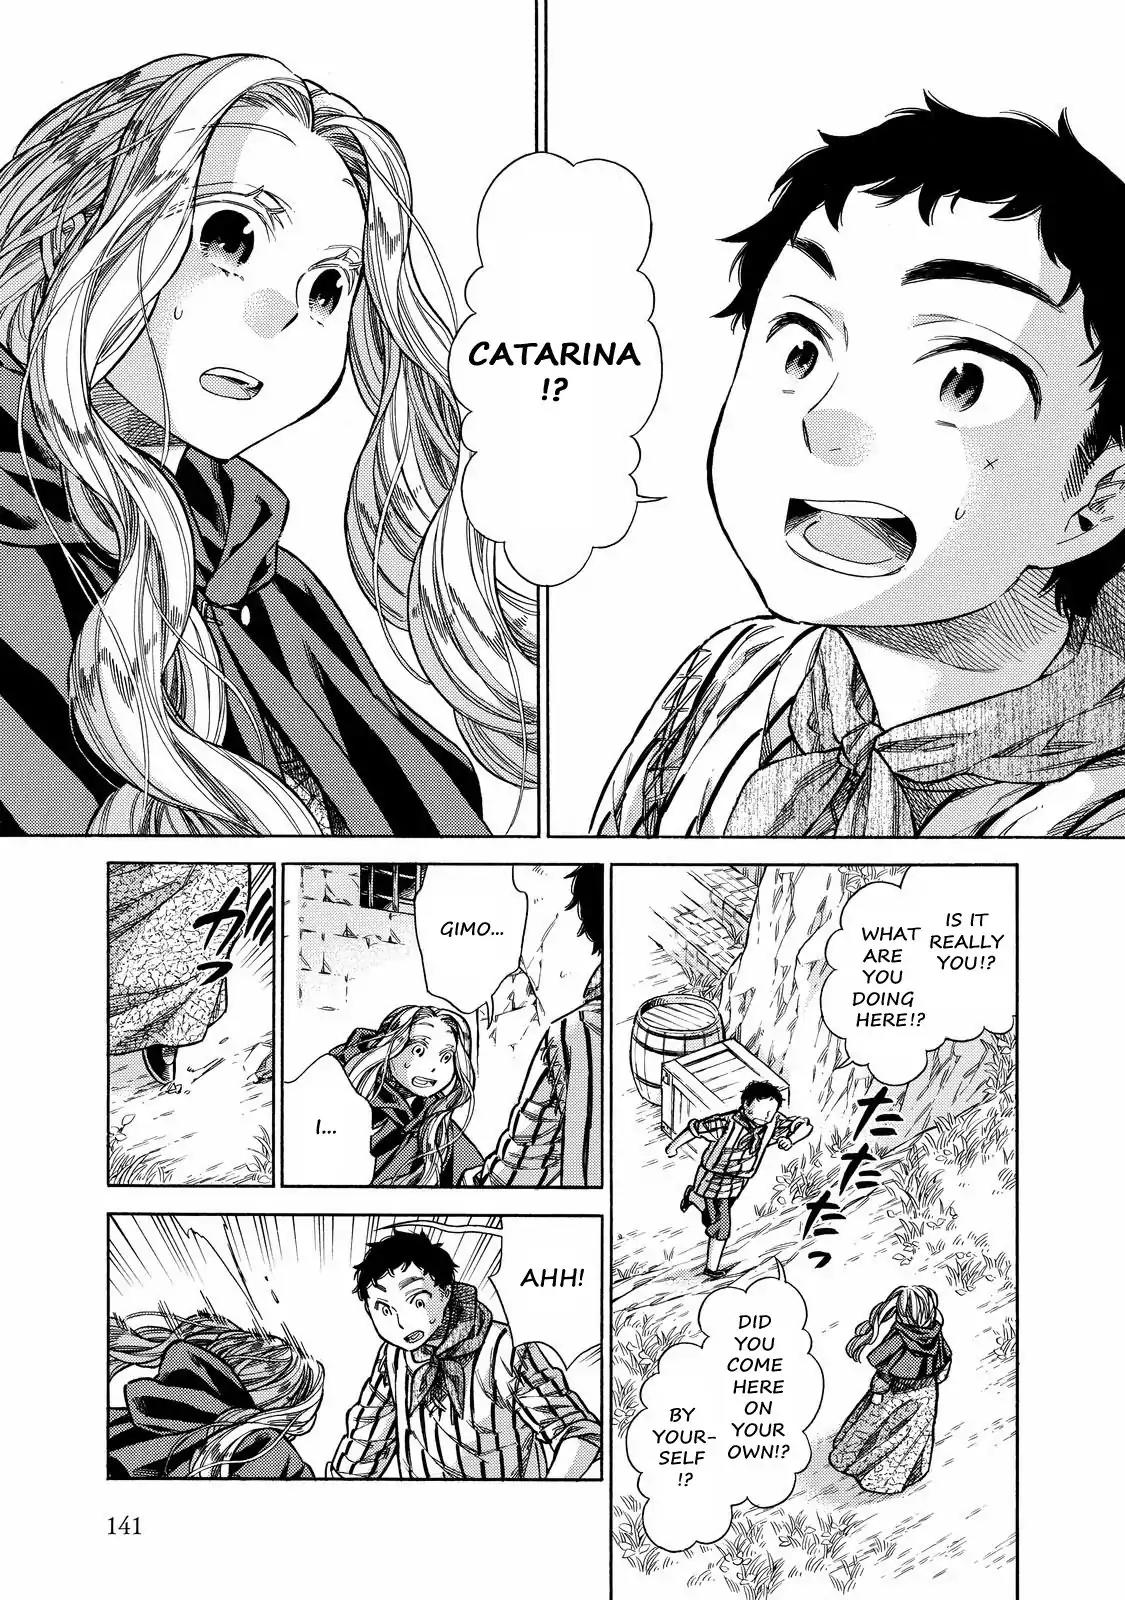 CATARINA
!?
IS IT
REALLY
YOU!?
WHAT
ARE
YOU
DOING
HERE!?
たたたっ
DID
YOU
COME
HERE
ON
YOUR
OWN!?
BY
YOUR-
SELF
!?
GIMO...
I...
ガッ
AHH!
141